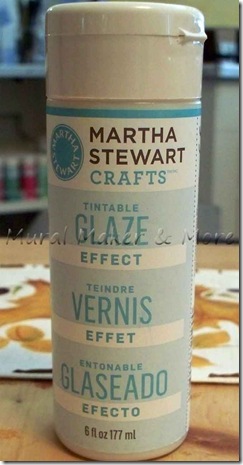 MARTHA
STEWART
MARTHA
STEWART
CRAFTS
TINTABLE
GLAZE
EFFECT
Mural Maker & More
TEINDRE
VERNIS
EFFET
ENTONABLE
GLASEADO
EFECTO
6 fl oz 177 ml